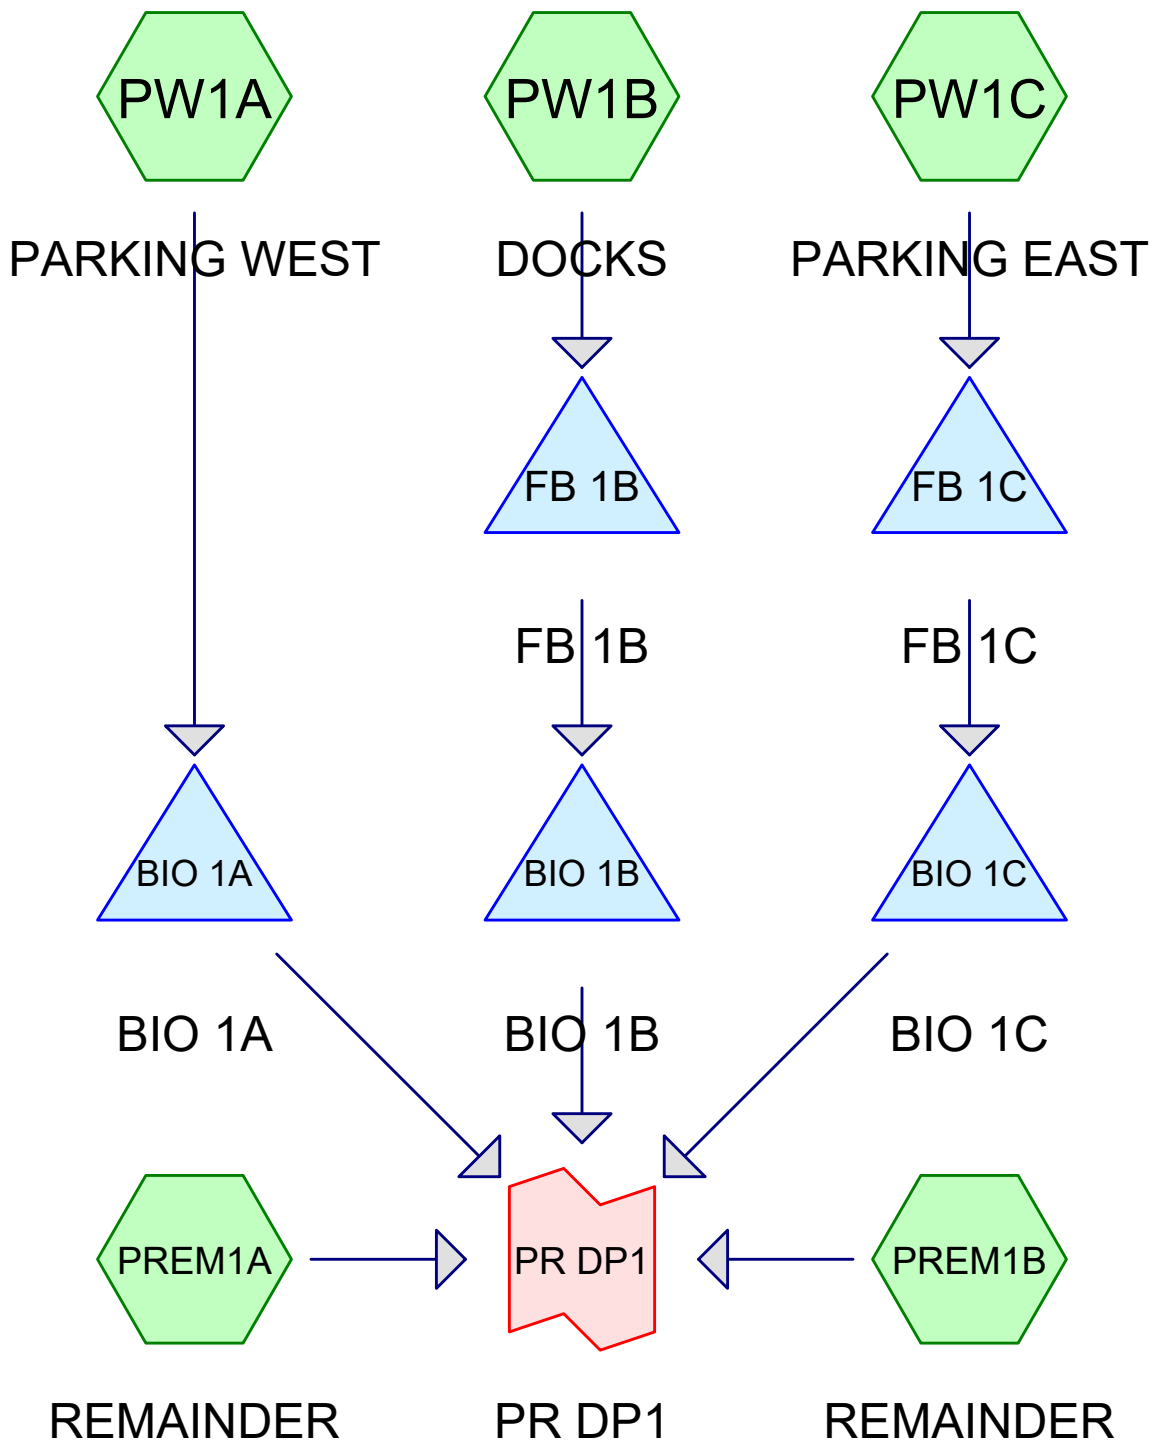 PW1A PW1B PW1C
PARKING WEST DOCKS PARKING EAST
FB 1B FB 1C
FB 1B FB 1C
BIO 1A BIO 1B BIO 1C
BIO 1A BIO 1B BIO 1C
PREM1A PR DP1 PREM1B
REMAINDER PR DP1 REMAINDER